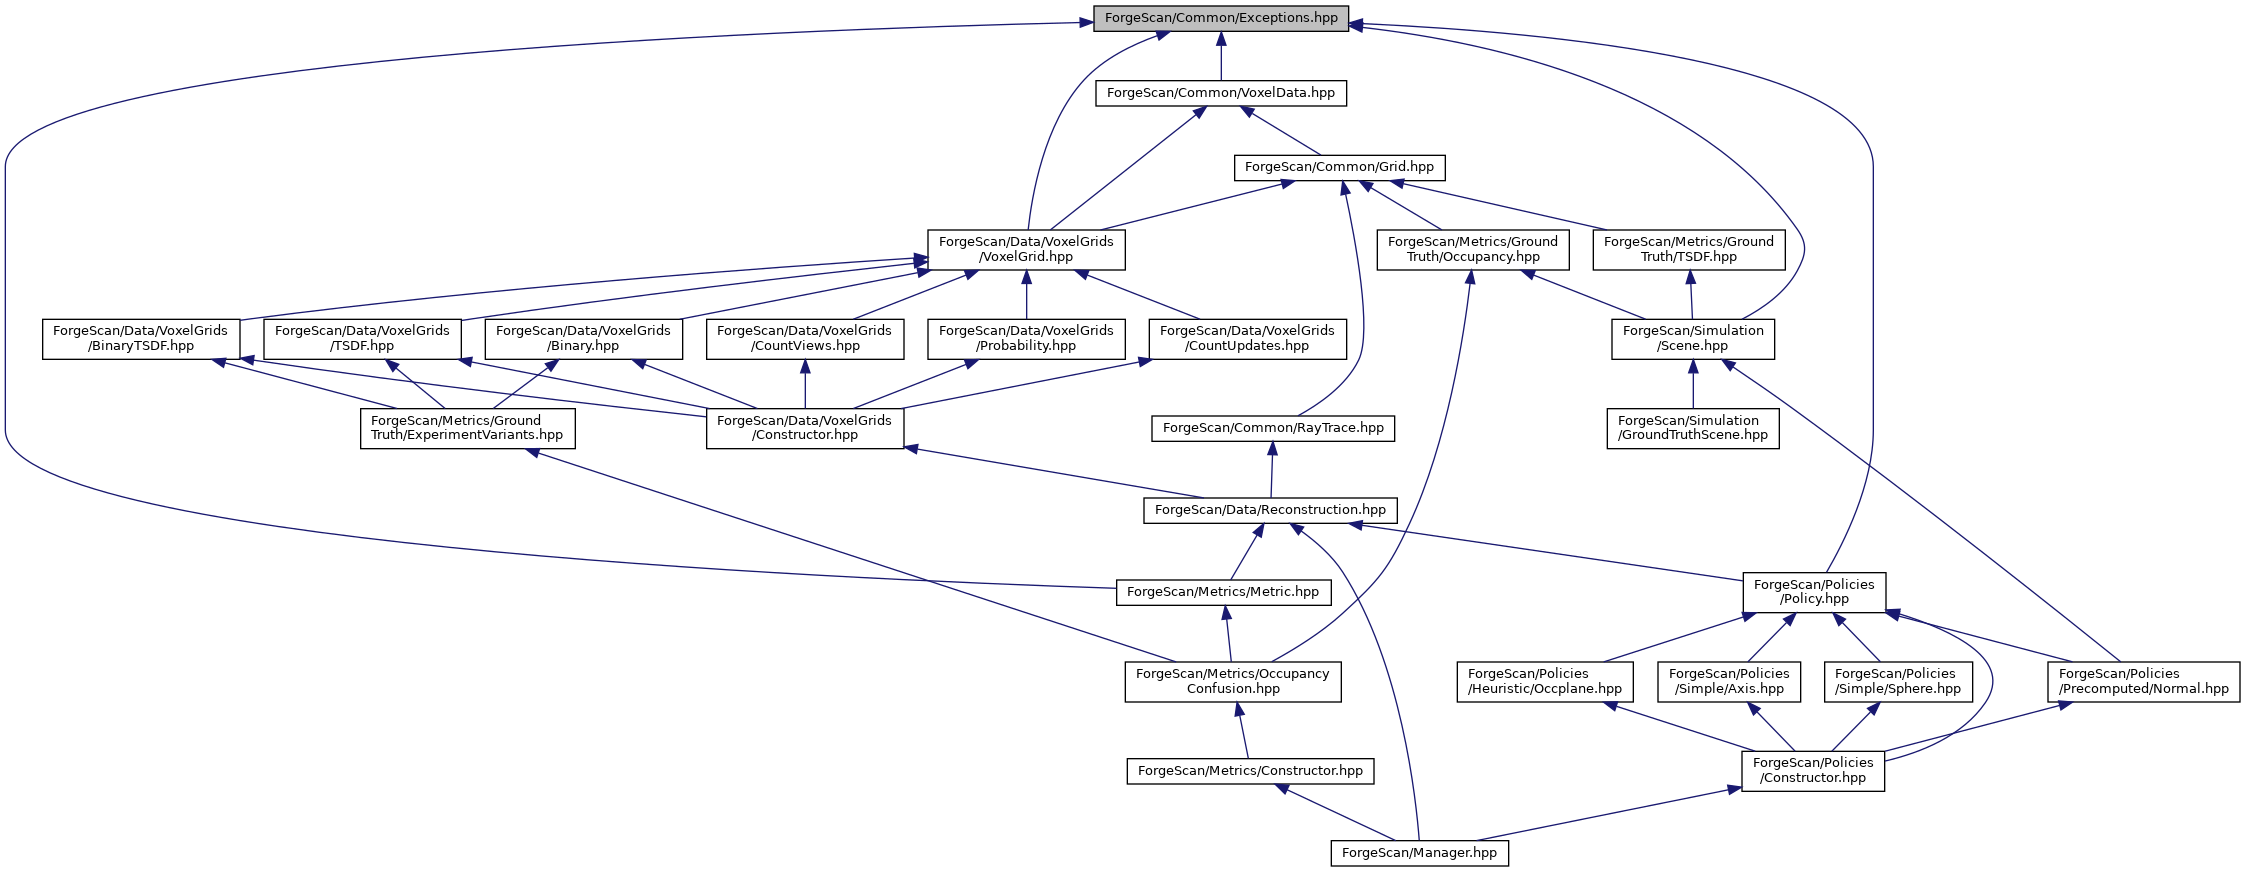 ForgeScan/Common/Exceptions.hpp
ForgeScan/Common/VoxelData.hpp
ForgeScan/Common/Grid.hpp
ForgeScan/Data/VoxelGrids
/VoxelGrid.hpp
ForgeScan/Metrics/Ground
Truth/Occupancy.hpp
ForgeScan/Metrics/Ground
Truth/TSDF.hpp
ForgeScan/Data/VoxelGrids
/BinaryTSDF.hpp
ForgeScan/Data/VoxelGrids
/TSDF.hpp
ForgeScan/Data/VoxelGrids
/Binary.hpp
ForgeScan/Data/VoxelGrids
/CountViews.hpp
ForgeScan/Data/VoxelGrids
/Probability.hpp
ForgeScan/Data/VoxelGrids
/CountUpdates.hpp
ForgeScan/Simulation
/Scene.hpp
ForgeScan/Metrics/Ground
Truth/ExperimentVariants.hpp
ForgeScan/Data/VoxelGrids
/Constructor.hpp
ForgeScan/Common/RayTrace.hpp
ForgeScan/Simulation
/GroundTruthScene.hpp
ForgeScan/Data/Reconstruction.hpp
ForgeScan/Metrics/Metric.hpp
ForgeScan/Policies
/Policy.hpp
ForgeScan/Metrics/Occupancy
Confusion.hpp
ForgeScan/Policies
/Heuristic/Occplane.hpp
ForgeScan/Policies
/Simple/Axis.hpp
ForgeScan/Policies
/Simple/Sphere.hpp
ForgeScan/Policies
/Precomputed/Normal.hpp
ForgeScan/Metrics/Constructor.hpp
ForgeScan/Policies
/Constructor.hpp
ForgeScan/Manager.hpp